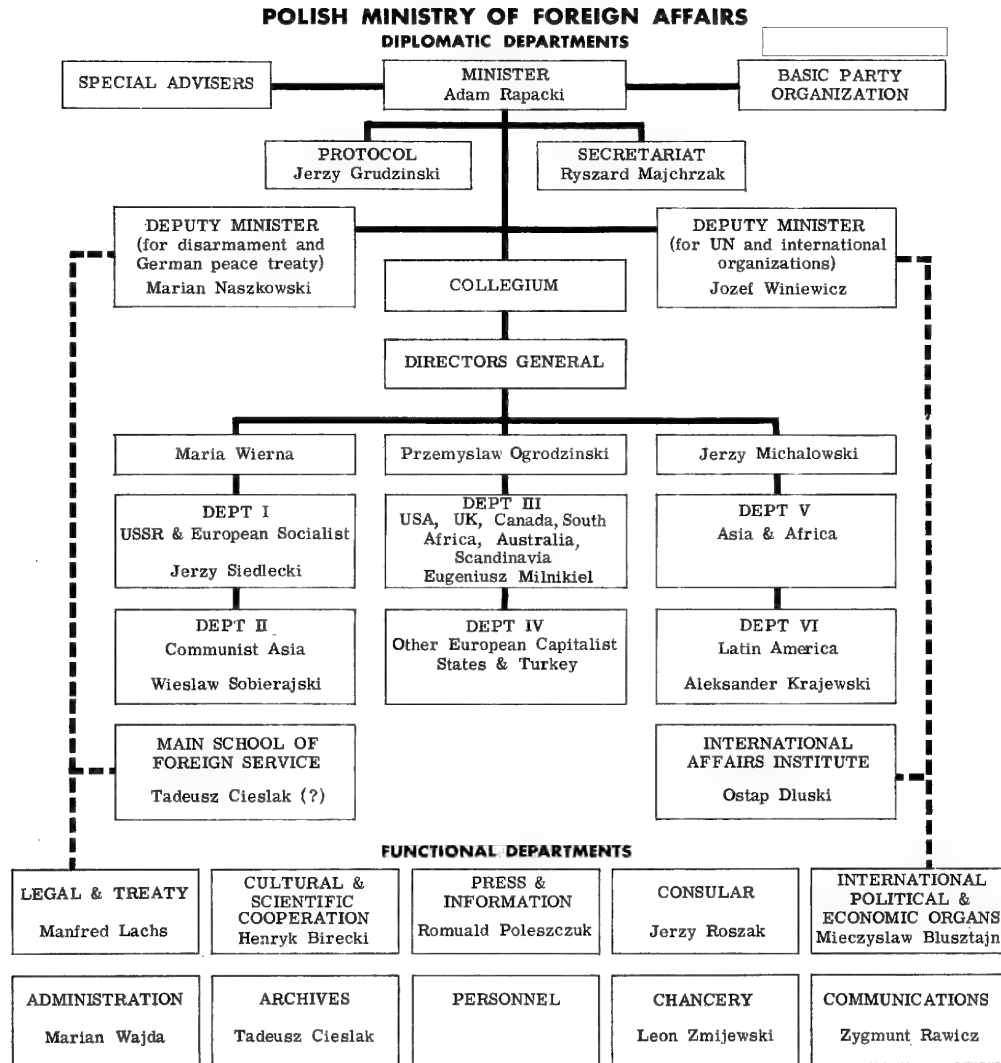 POLISH MINISTRY OF FOREIGN AFFAIRS
DIPLOMATIC DEPARTMENTS
SPECIAL ADVISERS
MINISTER
Adam Rapacki
BASIC PARTY
ORGANIZATION
PROTOCOL
Jerzy Grudzinski
SECRETARIAT
Ryszard Majchrzak
DEPUTY MINISTER
(for disarmament and
German peace treaty)
Marian Naszkowski
DEPUTY MINISTER
(for UN and international
organizations)
Jozef Winiewicz
COLLEGIUM
DIRECTORS GENERAL
Maria Wierna
Przemyslaw Ogrodzinski
Jerzy Michalowski
DEPT I
USSR & European Socialist
Jerzy Siedlecki
DEPT III
USA, UK, Canada, South
Africa, Australia,
Scandinavia
Eugeniusz Milnikiel
DEPT V
Asia & Africa
DEPT II
Communist Asia
Wieslaw Sobierajski
DEPT IV
Other European Capitalist
States & Turkey
DEPT VI
Latin America
Aleksander Krajewski
MAIN SCHOOL OF
FOREIGN SERVICE
Tadeusz Cieslak (?)
INTERNATIONAL
AFFAIRS INSTITUTE
Ostap Dluski
FUNCTIONAL DEPARTMENTS
LEGAL & TREATY
Manfred Lachs
CULTURAL &
SCIENTIFIC
COOPERATION
Henryk Birecki
PRESS &
INFORMATION
Romuald Poleszczuk
CONSULAR
Jerzy Roszak
INTERNATIONAL
POLITICAL &
ECONOMIC ORGANS
Mieczyslaw Blusztajn
ADMINISTRATION
Marian Wajda
ARCHIVES
Tadeusz Cieslak
PERSONNEL
CHANCERY
Leon Zmijewski
COMMUNICATIONS
Zygmunt Rawicz